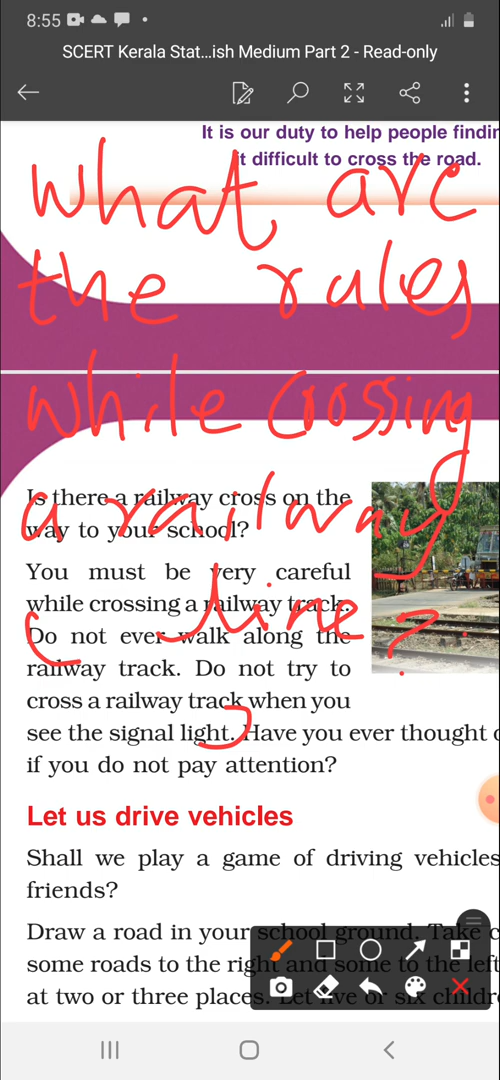 8:55
SCERT Kerala Stat...ish Medium Part 2 - Read-only
It is our duty to help people findin
it difficult to cross the road.
What are
the rules
while crossing
a railway
line?
Is there a railway cross on the
way to your school?
You must be very careful
while crossing a railway track.
Do not ever walk along the
railway track. Do not try to
cross a railway track when you
see the signal light. Have you ever thought
if you do not pay attention?
Let us drive vehicles
Shall we play a game of driving vehicles
friends?
Draw a road in your school ground. Take
some roads to the right and some to the left
at two or three places. Let five or six childr